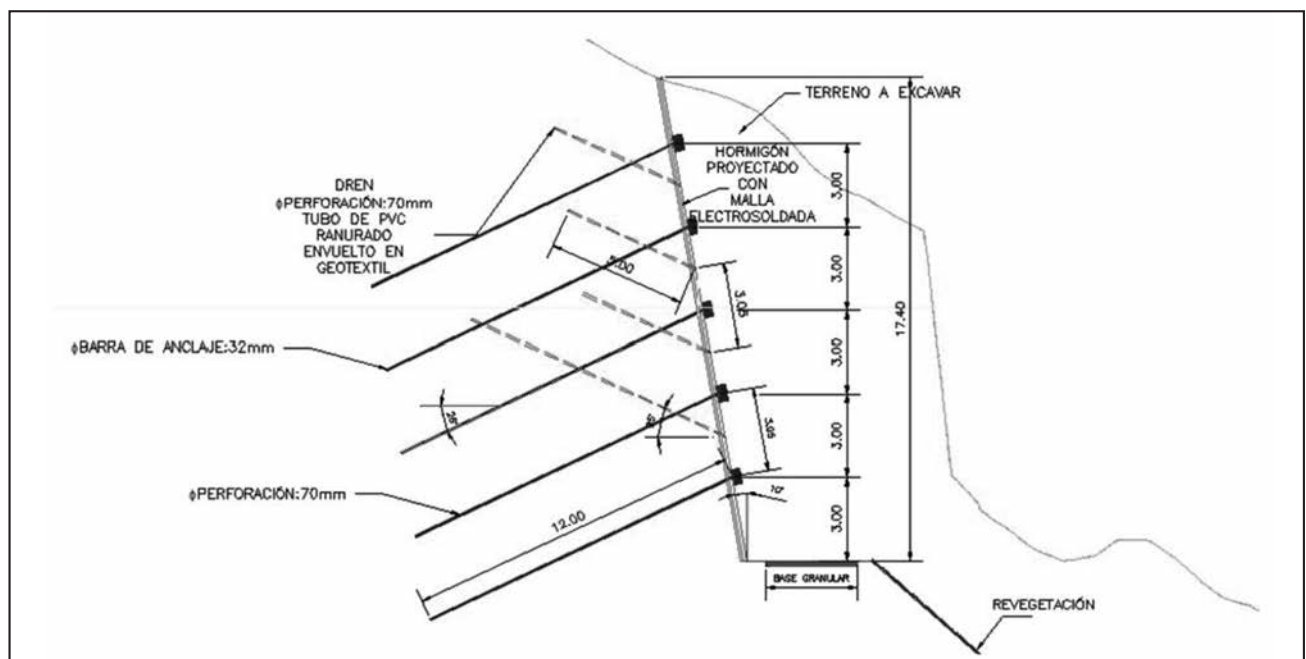 TERRENO A EXCAVAR
HORMIGÓN
PROYECTADO
CON
MALLA
ELECTROSOLDADA
DREN
ϕPERFORACIÓN:70mm
TUBO DE PVC
RANURADO
ENVUELTO EN
GEOTEXTIL
3.00
3.00
5.00
3.05
3.00
17.40
ϕBARRA DE ANCLAJE:32mm
25°
3.05
3.00
ϕPERFORACIÓN:70mm
12.00
10°
3.00
BASE GRANULAR
REVEGETACIÓN